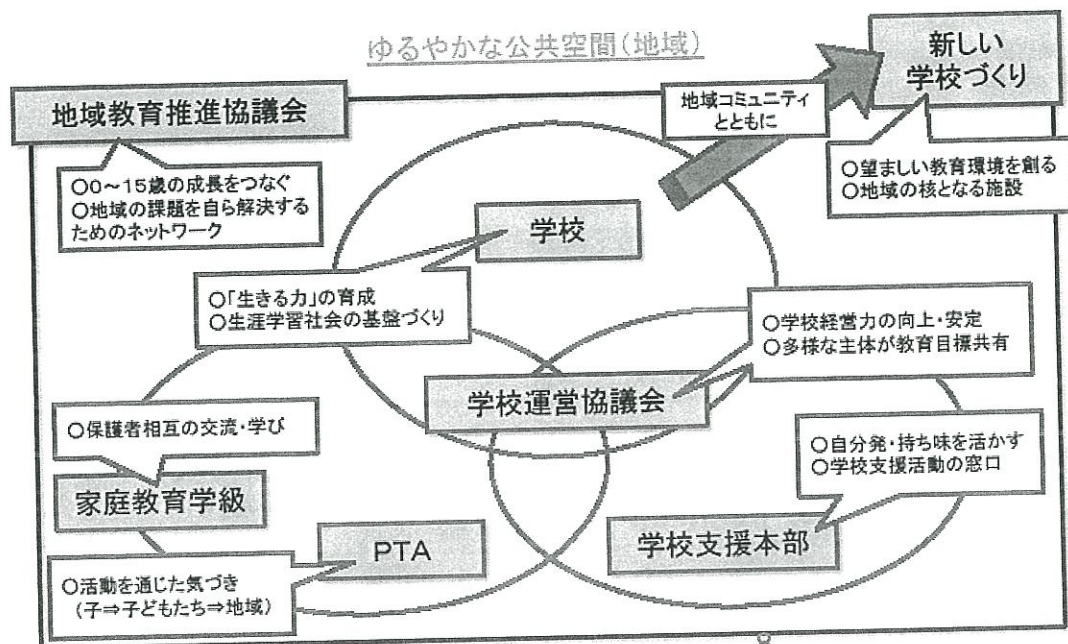 ゆるやかな公共空間(地域)
新しい
学校づくり
地域教育推進協議会
地域コミュニティ
とともに
○0～15歳の成長をつなぐ
○地域の課題を自ら解決する
ためのネットワーク
○望ましい教育環境を創る
○地域の核となる施設
学校
○「生きる力」の育成
○生涯学習社会の基盤づくり
○学校経営力の向上・安定
○多様な主体が教育目標共有
学校運営協議会
○保護者相互の交流・学び
○自分発・持ち味を活かす
○学校支援活動の窓口
家庭教育学級
PTA
学校支援本部
○活動を通じた気づき
(子⇒子どもたち⇒地域)